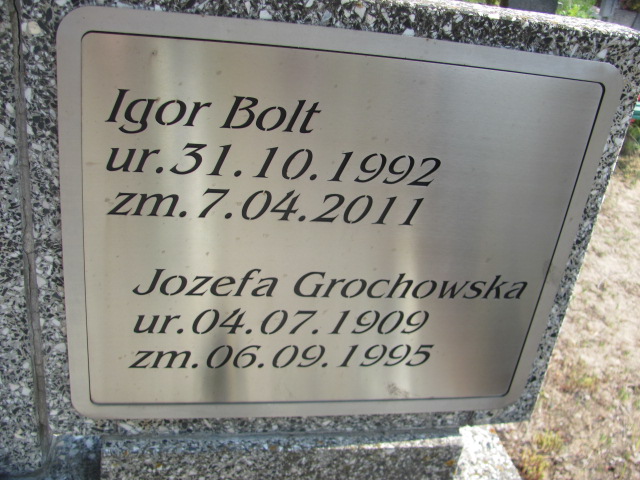 Igor Bolt
ur.31.10.1992
zm.7.04.2011
Jozefa Grochowska
ur.04.07.1909
zm.06.09.1995